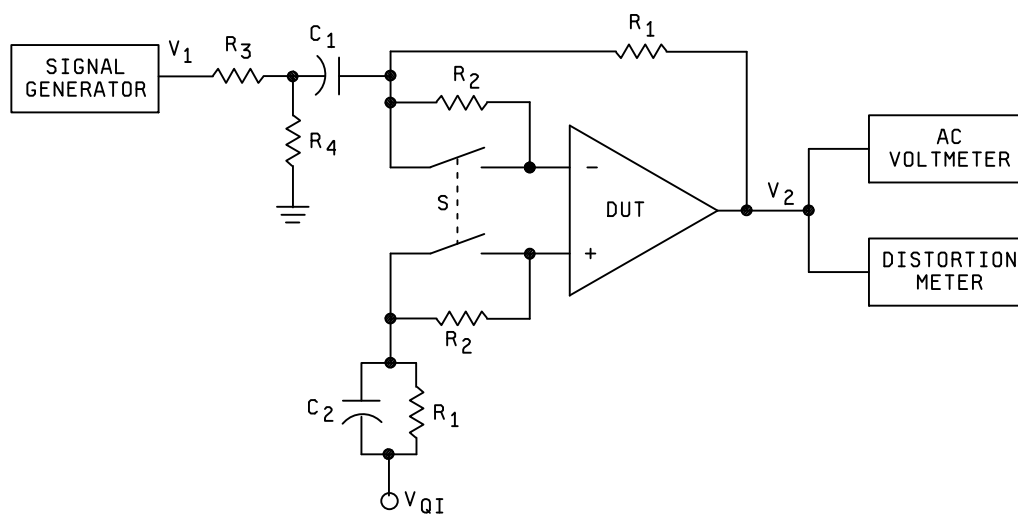 SIGNAL
GENERATOR
V1
R3
C1
R1
R2
R4
S
−
DUT
+
V2
AC
VOLTMETER
DISTORTION
METER
R2
C2
R1
VQI